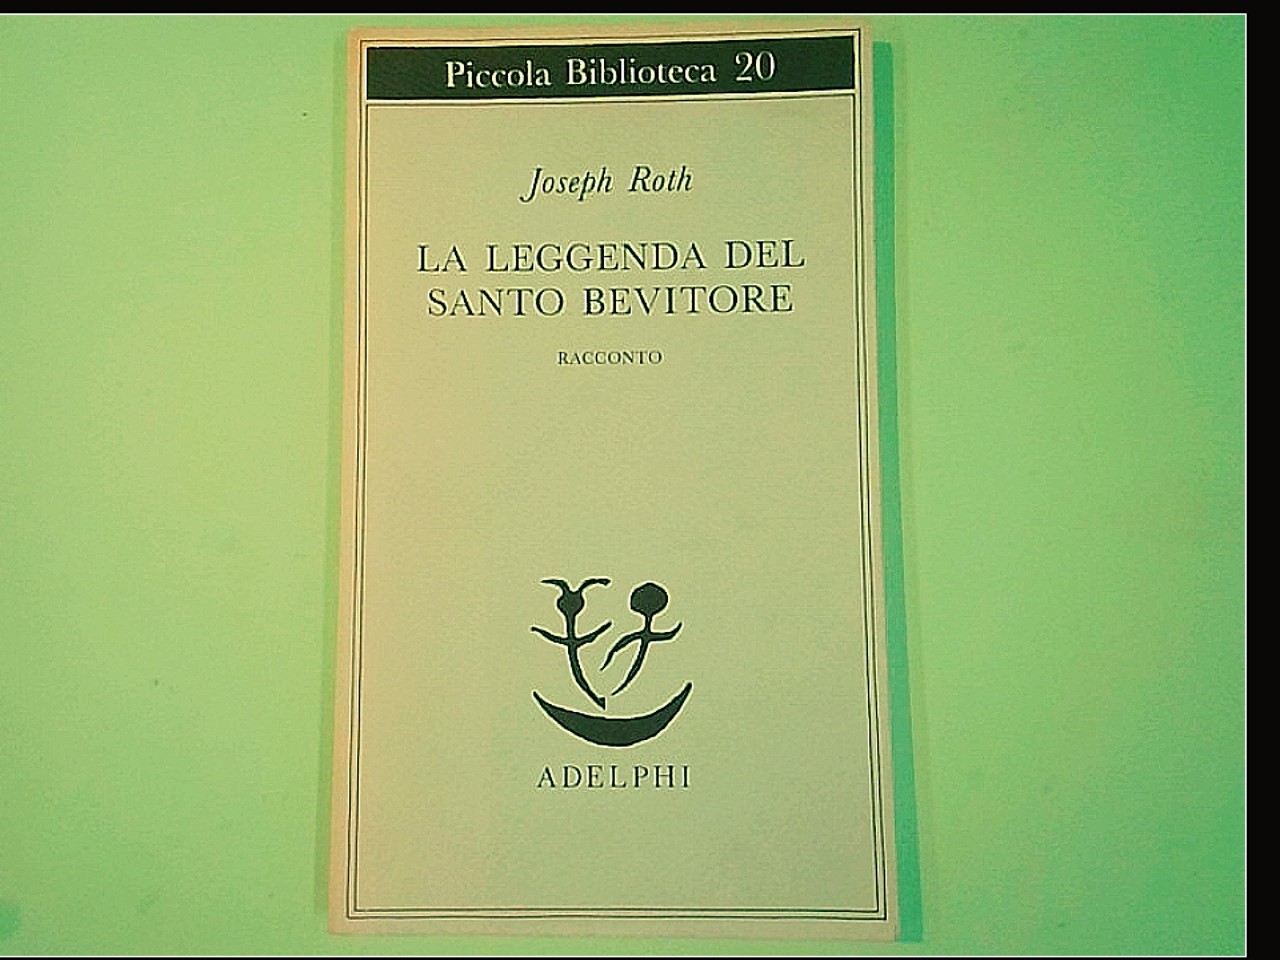 Piccola Biblioteca 20
Joseph Roth
LA LEGGENDA DEL
SANTO BEVITORE
RACCONTO
ADELPHI